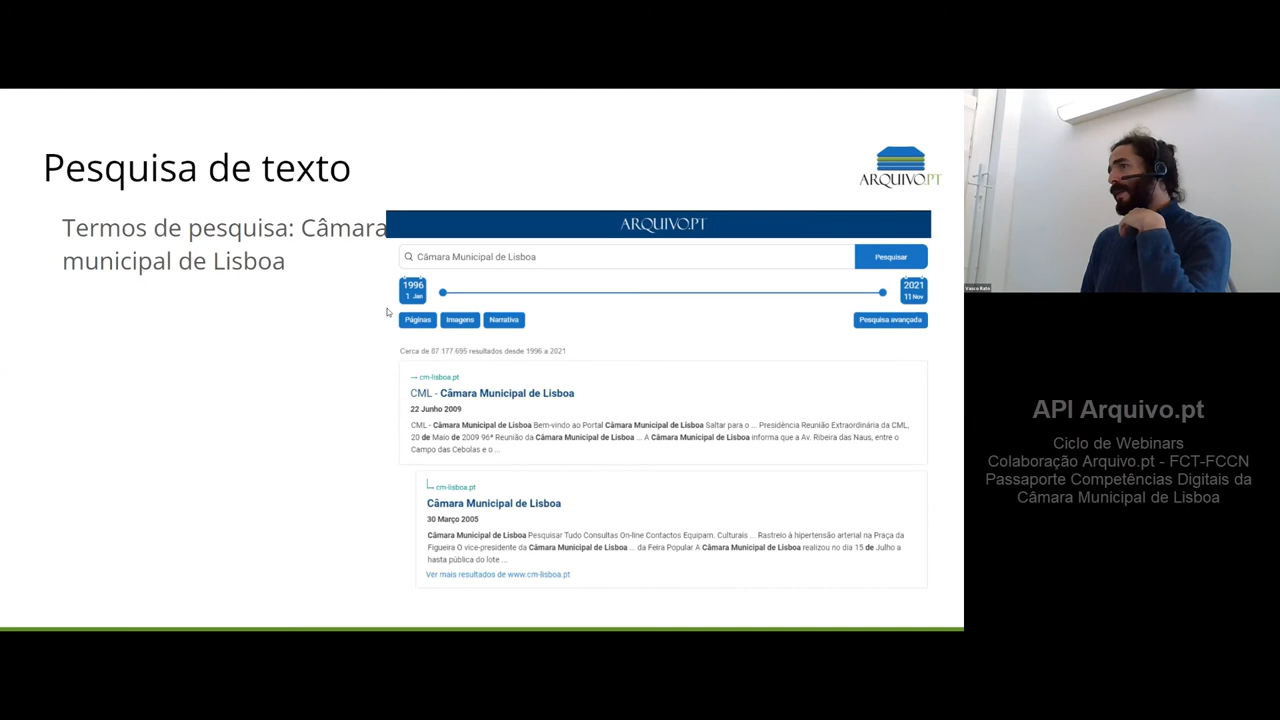 Pesquisa de texto
ARQUIVO.PT
Termos de pesquisa: Câmara
municipal de Lisboa
ARQUIVO.PT
Câmara Municipal de Lisboa
Pesquisar
1996
1 Jan
2021
11 Nov
Páginas
Imagens
Narrativa
Pesquisa avançada
Cerca de 87 177 695 resultados desde 1996 a 2021
→ cm-lisboa.pt
CML - Câmara Municipal de Lisboa
22 Junho 2009
CML - Câmara Municipal de Lisboa Bem-vindo ao Portal Câmara Municipal de Lisboa Saltar para o ... Presidência Reunião Extraordinária da CML,
20 de Maio de 2009 96ª Reunião da Câmara Municipal de Lisboa ... A Câmara Municipal de Lisboa informa que a Av. Ribeira das Naus, entre o
Campo das Cebolas e o ...
cm-lisboa.pt
Câmara Municipal de Lisboa
30 Março 2005
Câmara Municipal de Lisboa Pesquisar Tudo Consultas On-line Contactos Equipam. Culturais ... Rastreio à hipertensão arterial na Praça da
Figueira O vice-presidente da Câmara Municipal de Lisboa ... da Feira Popular A Câmara Municipal de Lisboa realizou no dia 15 de Julho a
hasta pública do lote ...
Ver mais resultados de www.cm-lisboa.pt
Vasco Rato
API Arquivo.pt
Ciclo de Webinars
Colaboração Arquivo.pt - FCT-FCCN
Passaporte Competências Digitais da
Câmara Municipal de Lisboa